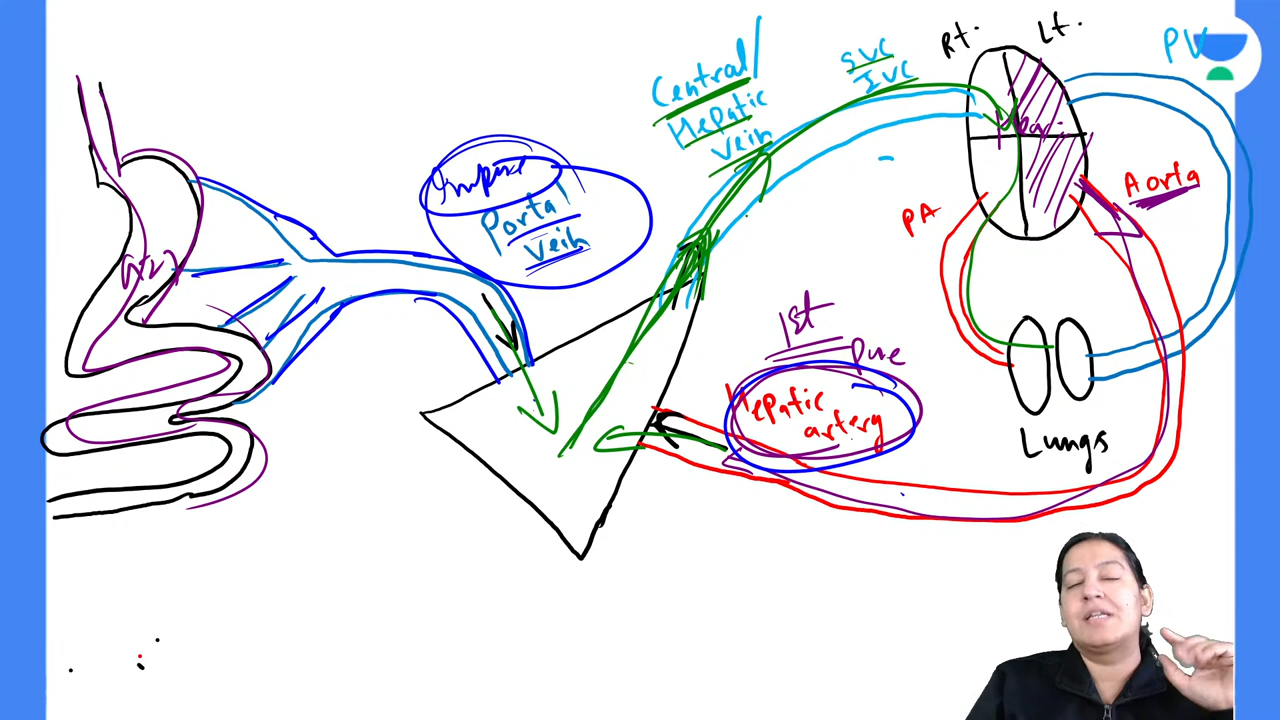 Central/
Hepatic
vein
SVC
IVC
Rt.
Lt.
PV
Portal
Vein
PA
Aorta
1st
Pure
Hepatic
artery
Lungs